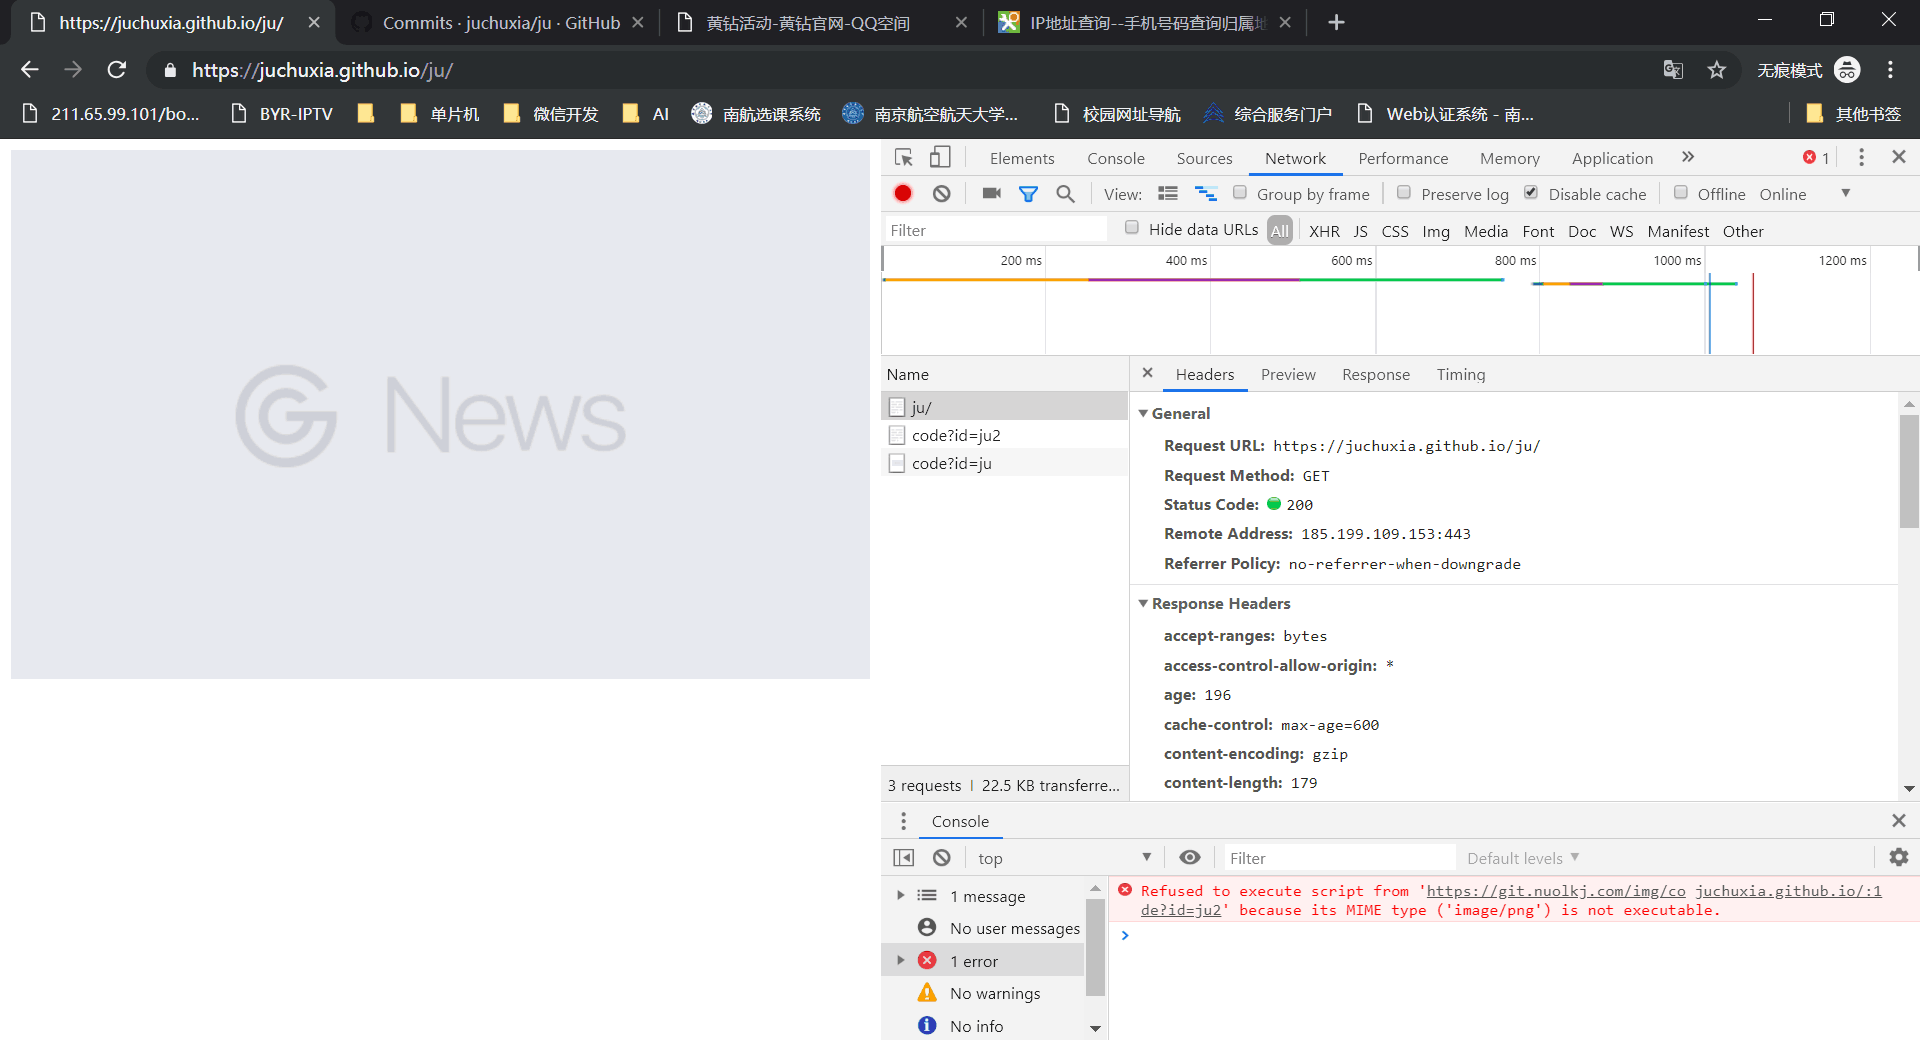 https://juchuxia.github.io/ju/
Commits · juchuxia/ju · GitHub
黄钻活动-黄钻官网-QQ空间
IP地址查询--手机号码查询归属地
https://juchuxia.github.io/ju/
无痕模式
211.65.99.101/bo...
BYR-IPTV
单片机
微信开发
AI
南航选课系统
南京航空航天大学...
校园网址导航
综合服务门户
Web认证系统 - 南...
其他书签
G News
Elements Console Sources Network Performance Memory Application » 1
View: Group by frame Preserve log Disable cache Offline Online
Filter Hide data URLs All XHR JS CSS Img Media Font Doc WS Manifest Other
200 ms 400 ms 600 ms 800 ms 1000 ms 1200 ms
Name
ju/
code?id=ju2
code?id=ju
3 requests | 22.5 KB transferre...
Headers Preview Response Timing
General
Request URL: https://juchuxia.github.io/ju/
Request Method: GET
Status Code: 200
Remote Address: 185.199.109.153:443
Referrer Policy: no-referrer-when-downgrade
Response Headers
accept-ranges: bytes
access-control-allow-origin: *
age: 196
cache-control: max-age=600
content-encoding: gzip
content-length: 179
Console
top
Filter
Default levels
1 message
No user messages
1 error
No warnings
No info
Refused to execute script from 'https://git.nuolkj.com/img/co juchuxia.github.io/:1
de?id=ju2' because its MIME type ('image/png') is not executable.